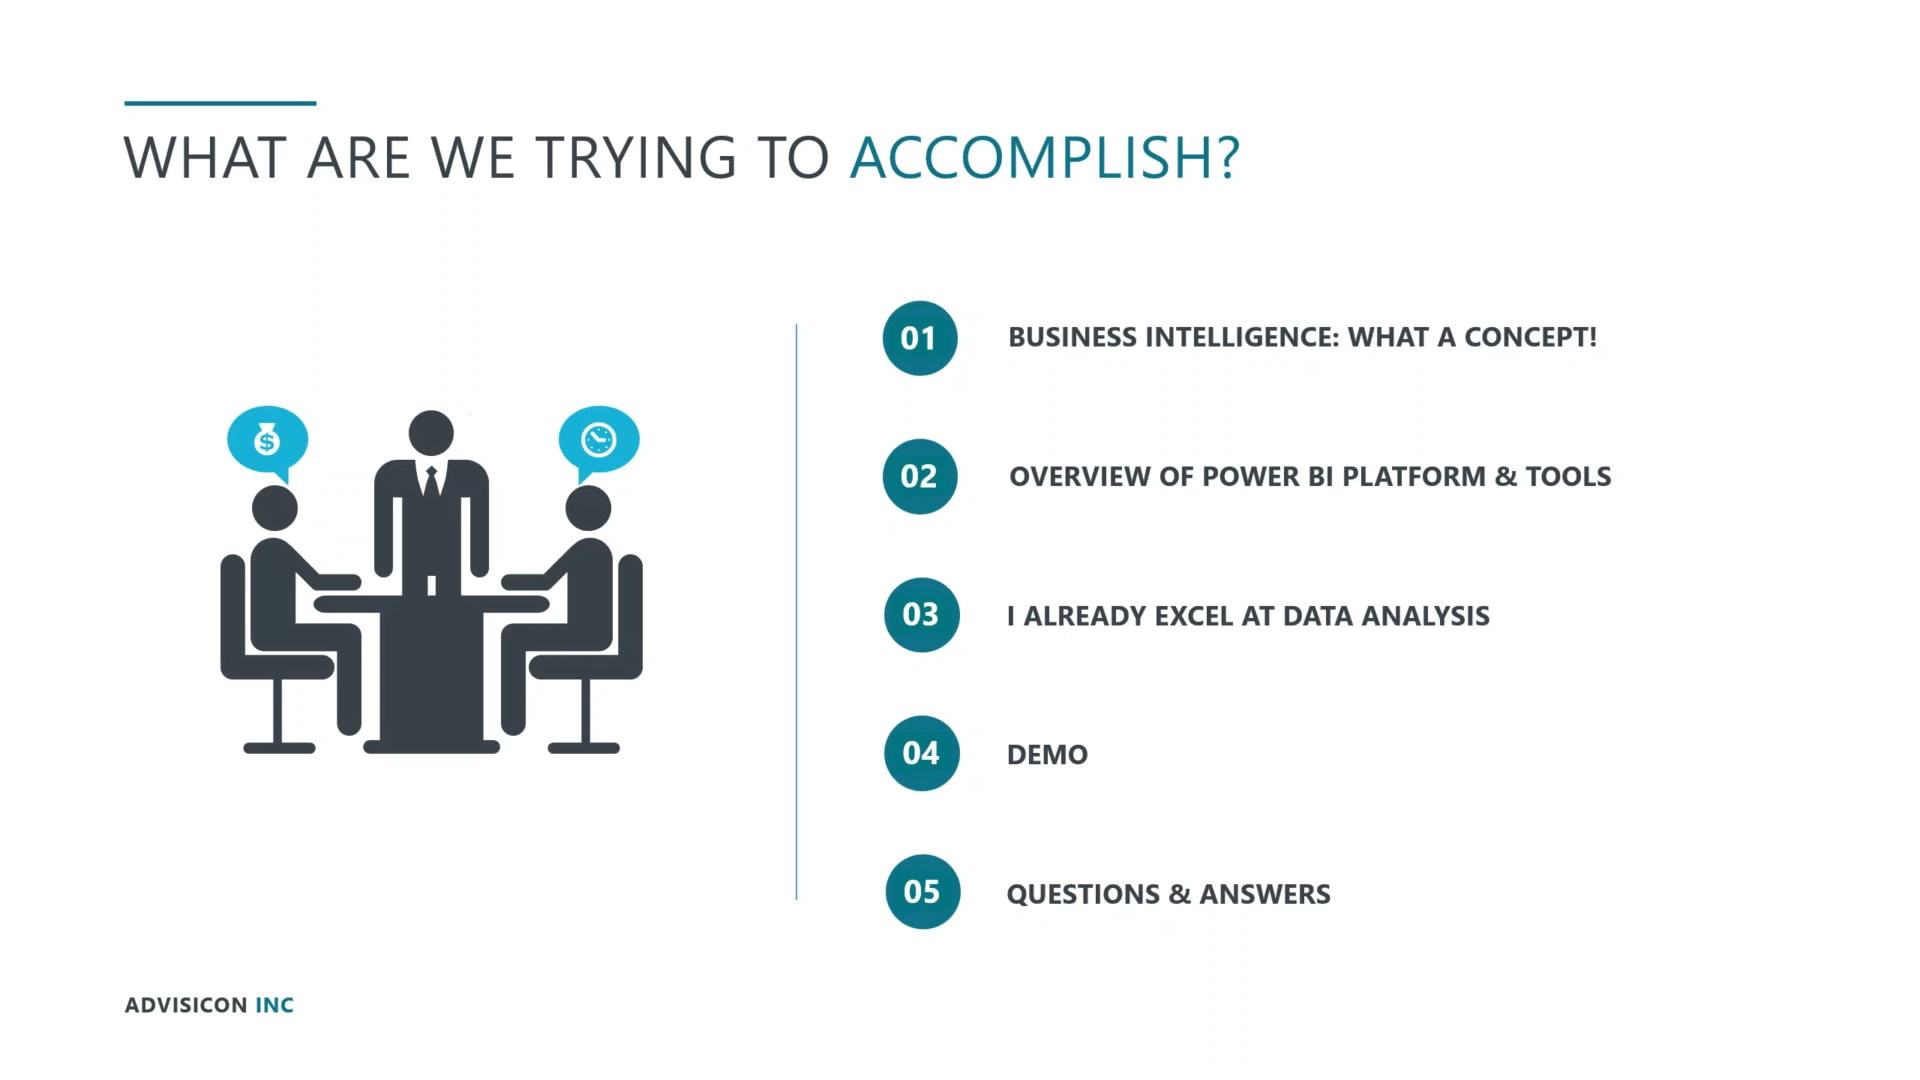 WHAT ARE WE TRYING TO ACCOMPLISH?
$
01 BUSINESS INTELLIGENCE: WHAT A CONCEPT!
02 OVERVIEW OF POWER BI PLATFORM & TOOLS
03 I ALREADY EXCEL AT DATA ANALYSIS
04 DEMO
05 QUESTIONS & ANSWERS
ADVISICON INC